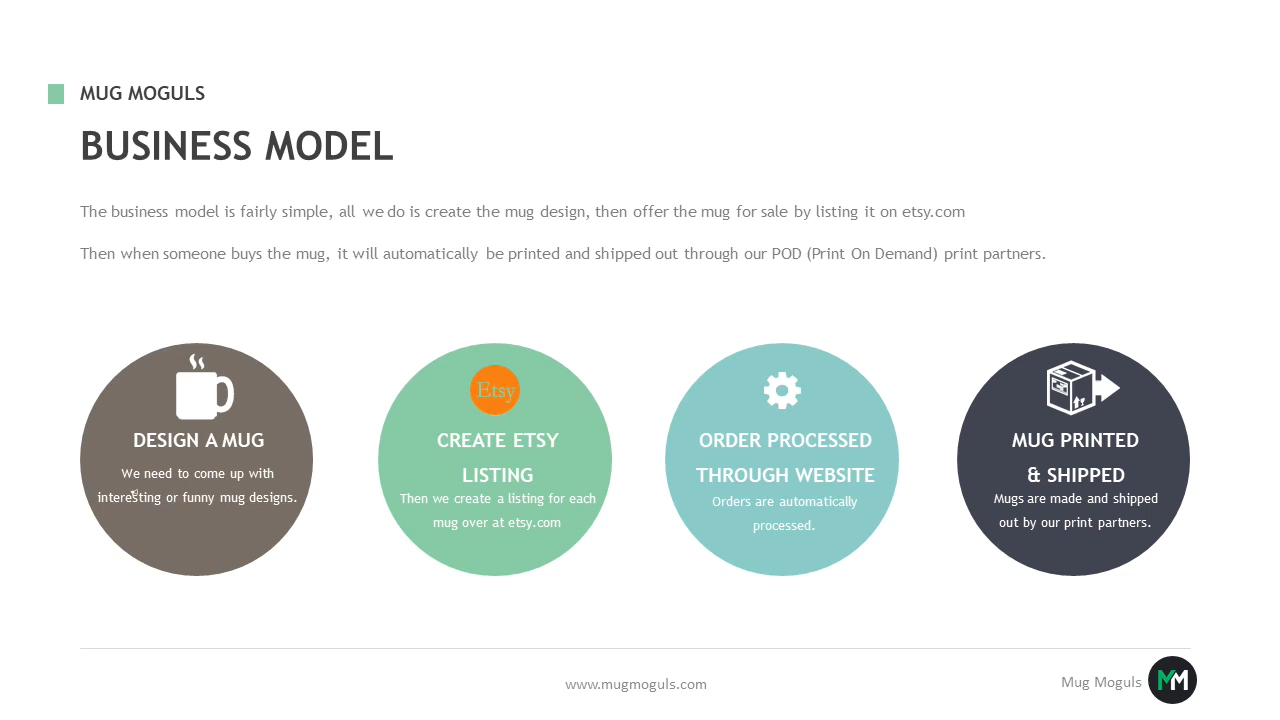 MUG MOGULS
BUSINESS MODEL
The business model is fairly simple, all we do is create the mug design, then offer the mug for sale by listing it on etsy.com
Then when someone buys the mug, it will automatically be printed and shipped out through our POD (Print On Demand) print partners.
DESIGN A MUG
We need to come up with
interesting or funny mug designs.
Etsy
CREATE ETSY
LISTING
Then we create a listing for each
mug over at etsy.com
ORDER PROCESSED
THROUGH WEBSITE
Orders are automatically
processed.
MUG PRINTED
& SHIPPED
Mugs are made and shipped
out by our print partners.
www.mugmoguls.com
Mug Moguls
MM